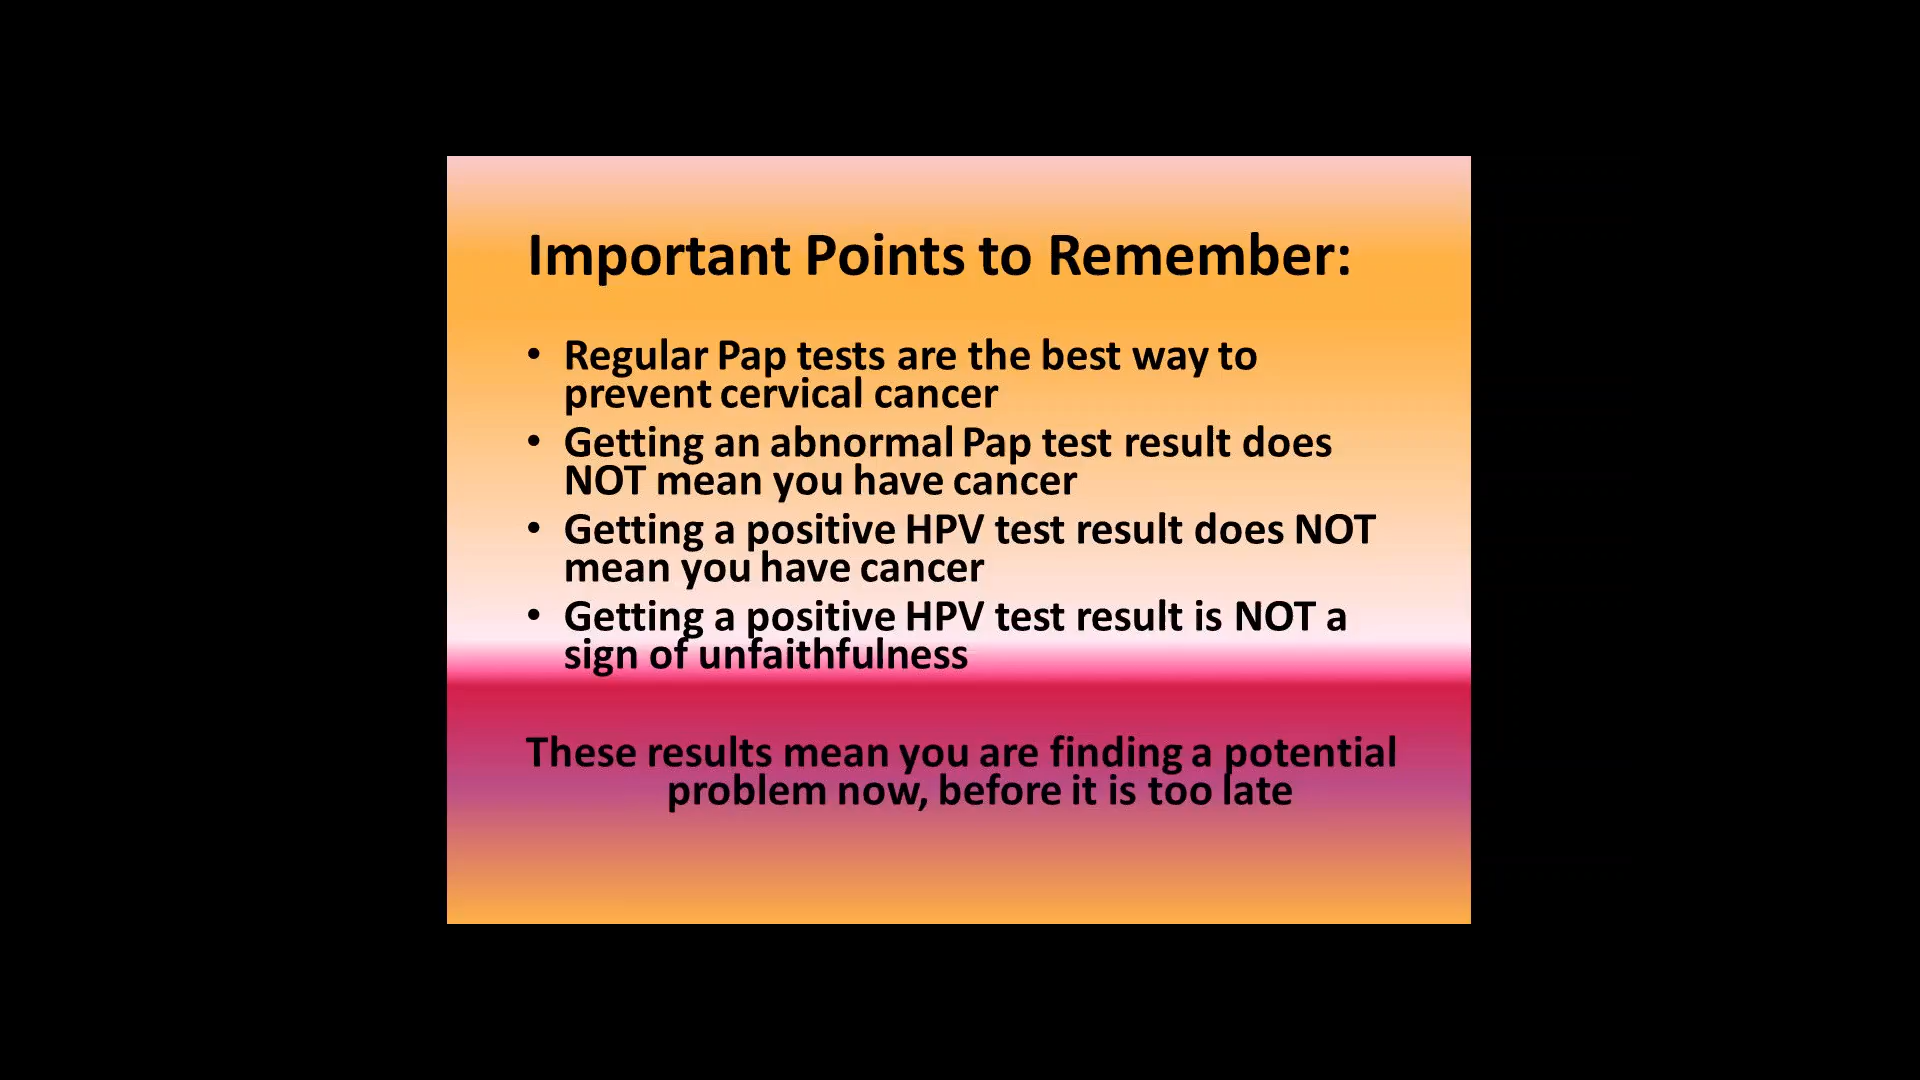 Important Points to Remember:
• Regular Pap tests are the best way to
prevent cervical cancer
• Getting an abnormal Pap test result does
NOT mean you have cancer
• Getting a positive HPV test result does NOT
mean you have cancer
• Getting a positive HPV test result is NOT a
sign of unfaithfulness
These results mean you are finding a potential
problem now, before it is too late